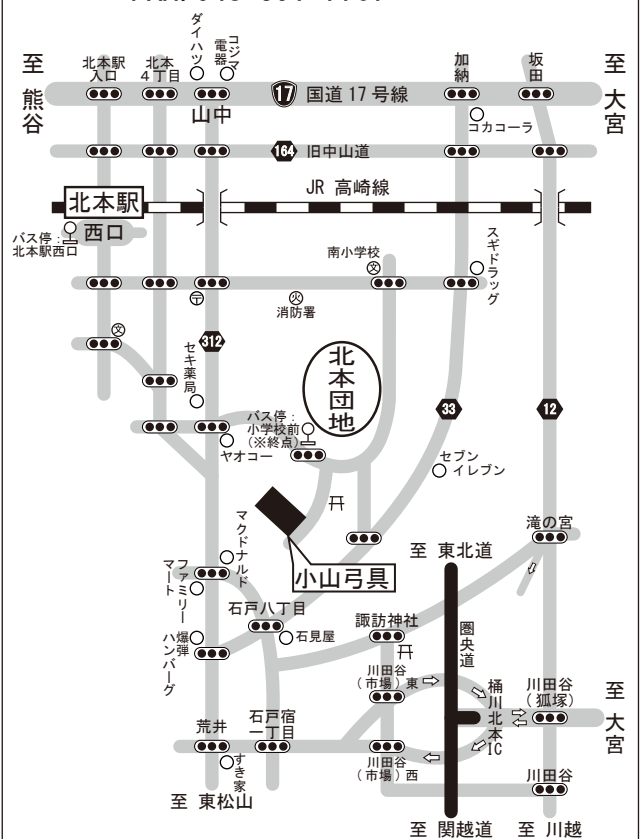 ダイハツ
コジマ
電器
北本駅
入口
北本
4丁目
加納
坂田
至 熊谷
至 大宮
山中
17 国道17号線
コカコーラ
164 旧中山道
JR 高崎線
北本駅
西口
バス停：
北本駅西口
南小学校
文
スギドラッグ
〒
火
消防署
文
セキ薬局
312
北本団地
バス停：
小学校前
(※終点)
33
12
ヤオコー
セブン
イレブン
マクドナルド
滝の宮
小山弓具
至 東北道
ファミリー
マート
石戸八丁目
石見屋
諏訪神社
圏央道
爆弾
ハンバーグ
川田谷
(市場)東
桶川北本IC
川田谷
(狐塚)
至 大宮
荒井
石戸宿
一丁目
すき家
川田谷
(市場)西
川田谷
至 東松山
至 関越道
至 川越